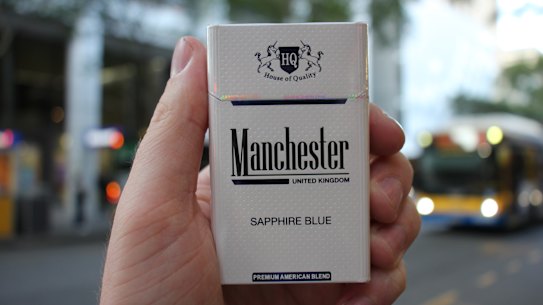 HQ
House of Quality
Manchester
UNITED KINGDOM
SAPPHIRE BLUE
PREMIUM AMERICAN BLEND